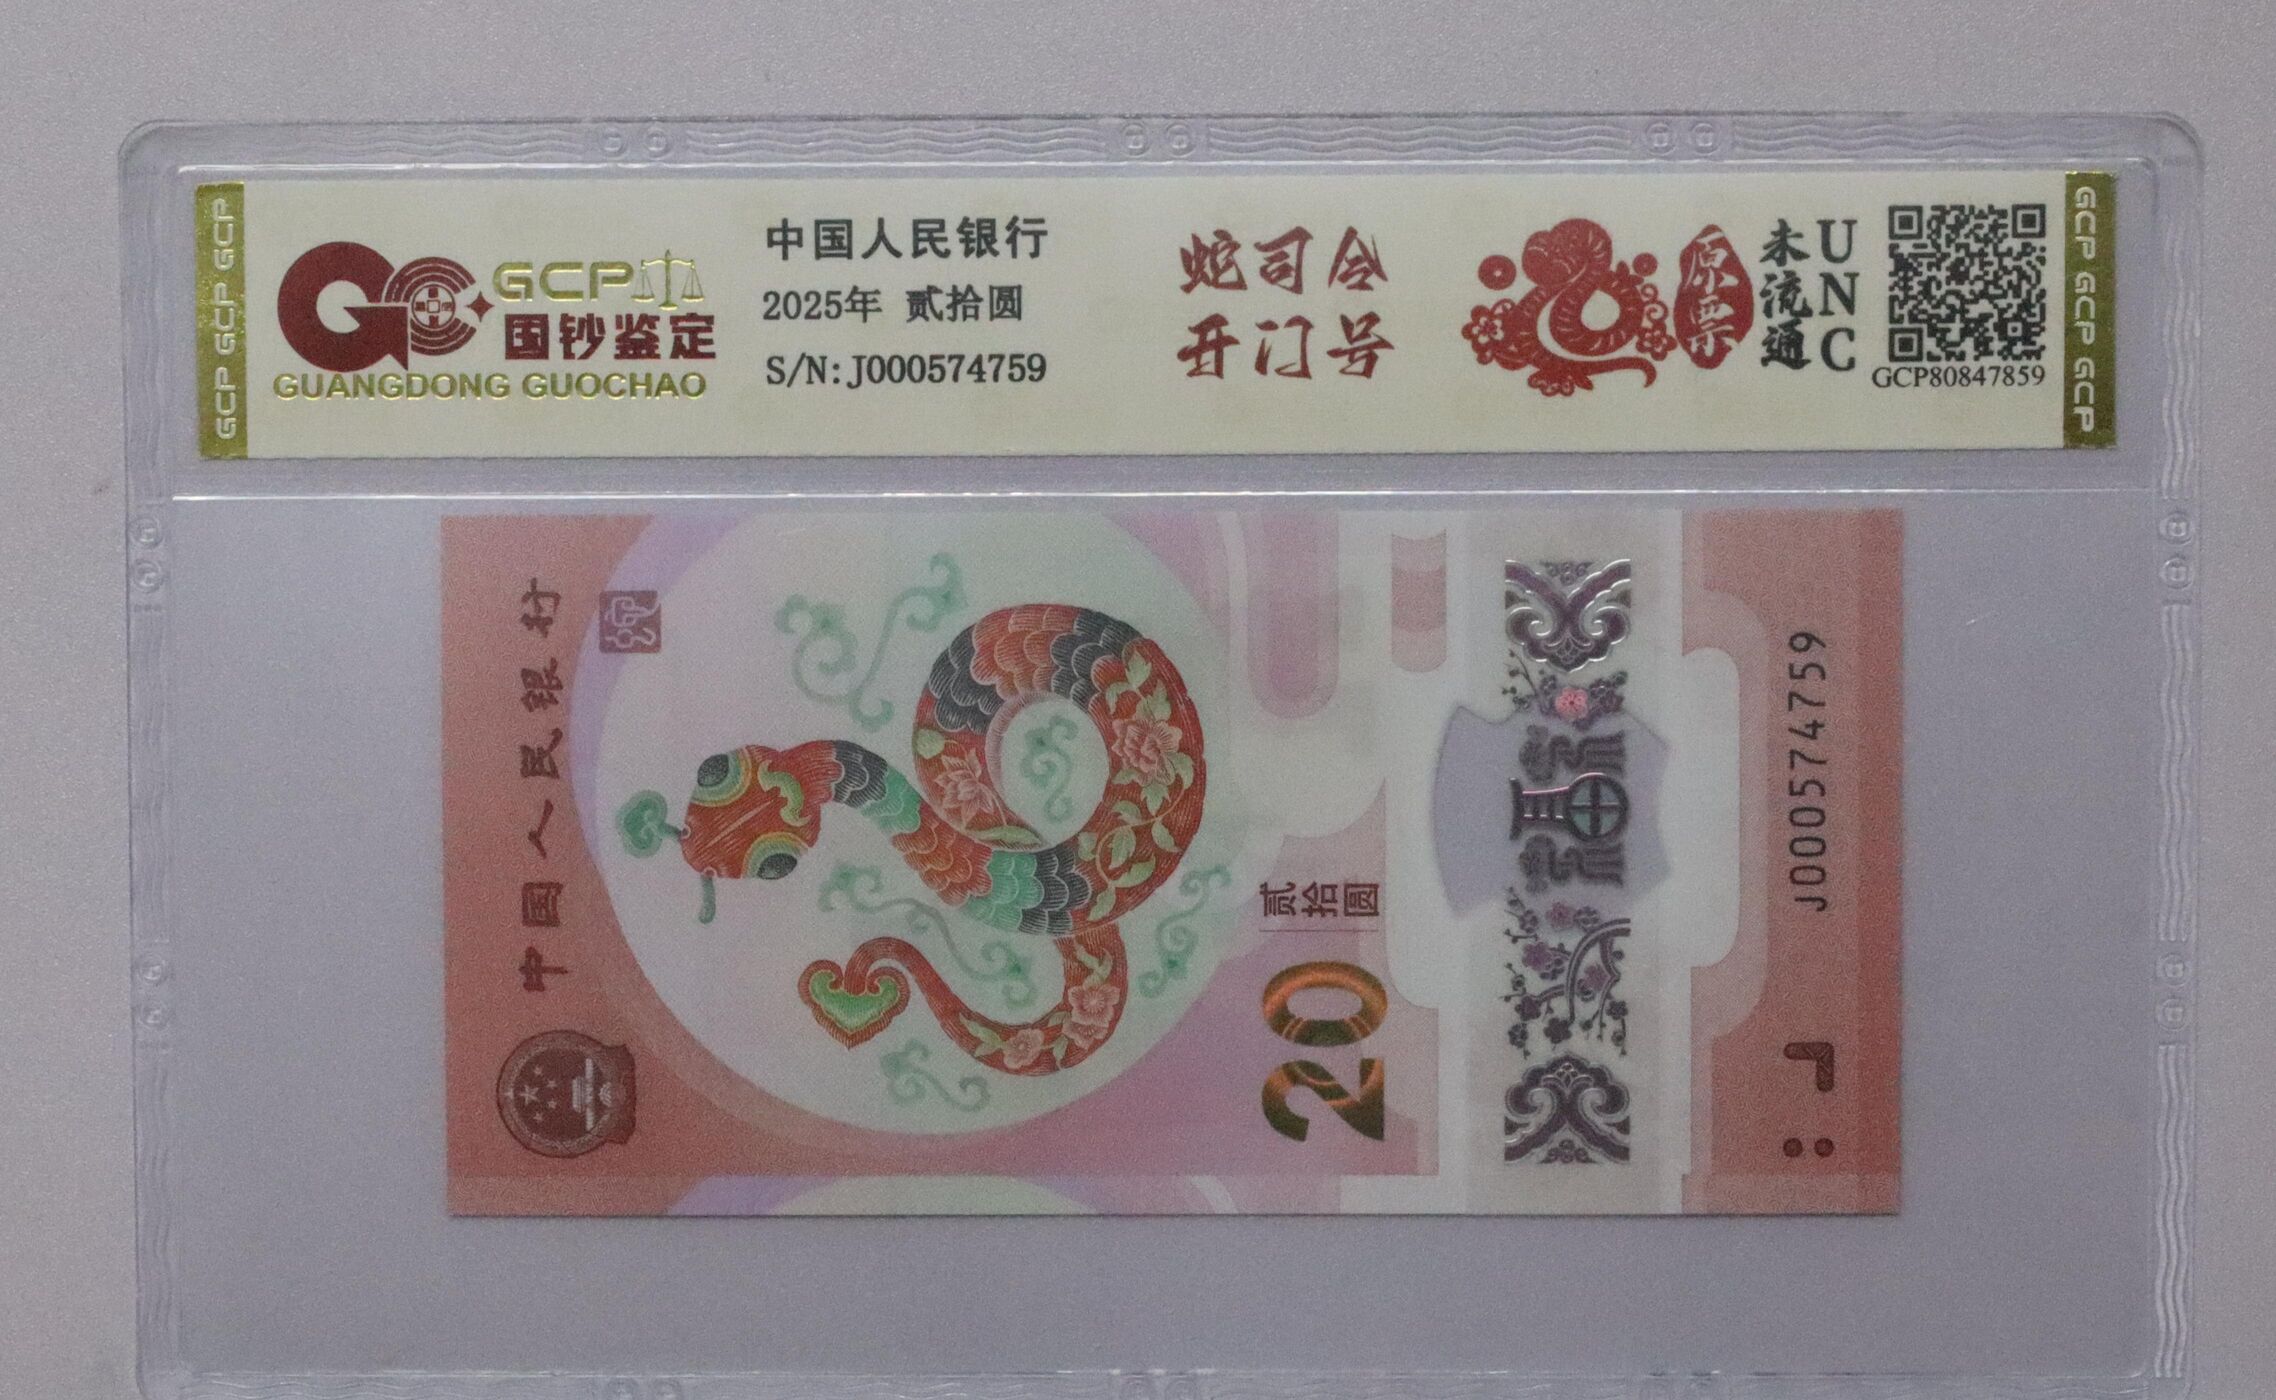 GCP GCP GCP
GCP
国钞鉴定
GUANGDONG GUOCHAO
中国人民银行
2025年 贰拾圆
S/N:J000574759
蛇司令
开门号
原票
未流通
UNC
GCP80847859
GCP GCP GCP
中国人民银行
贰拾圆
20
J000574759